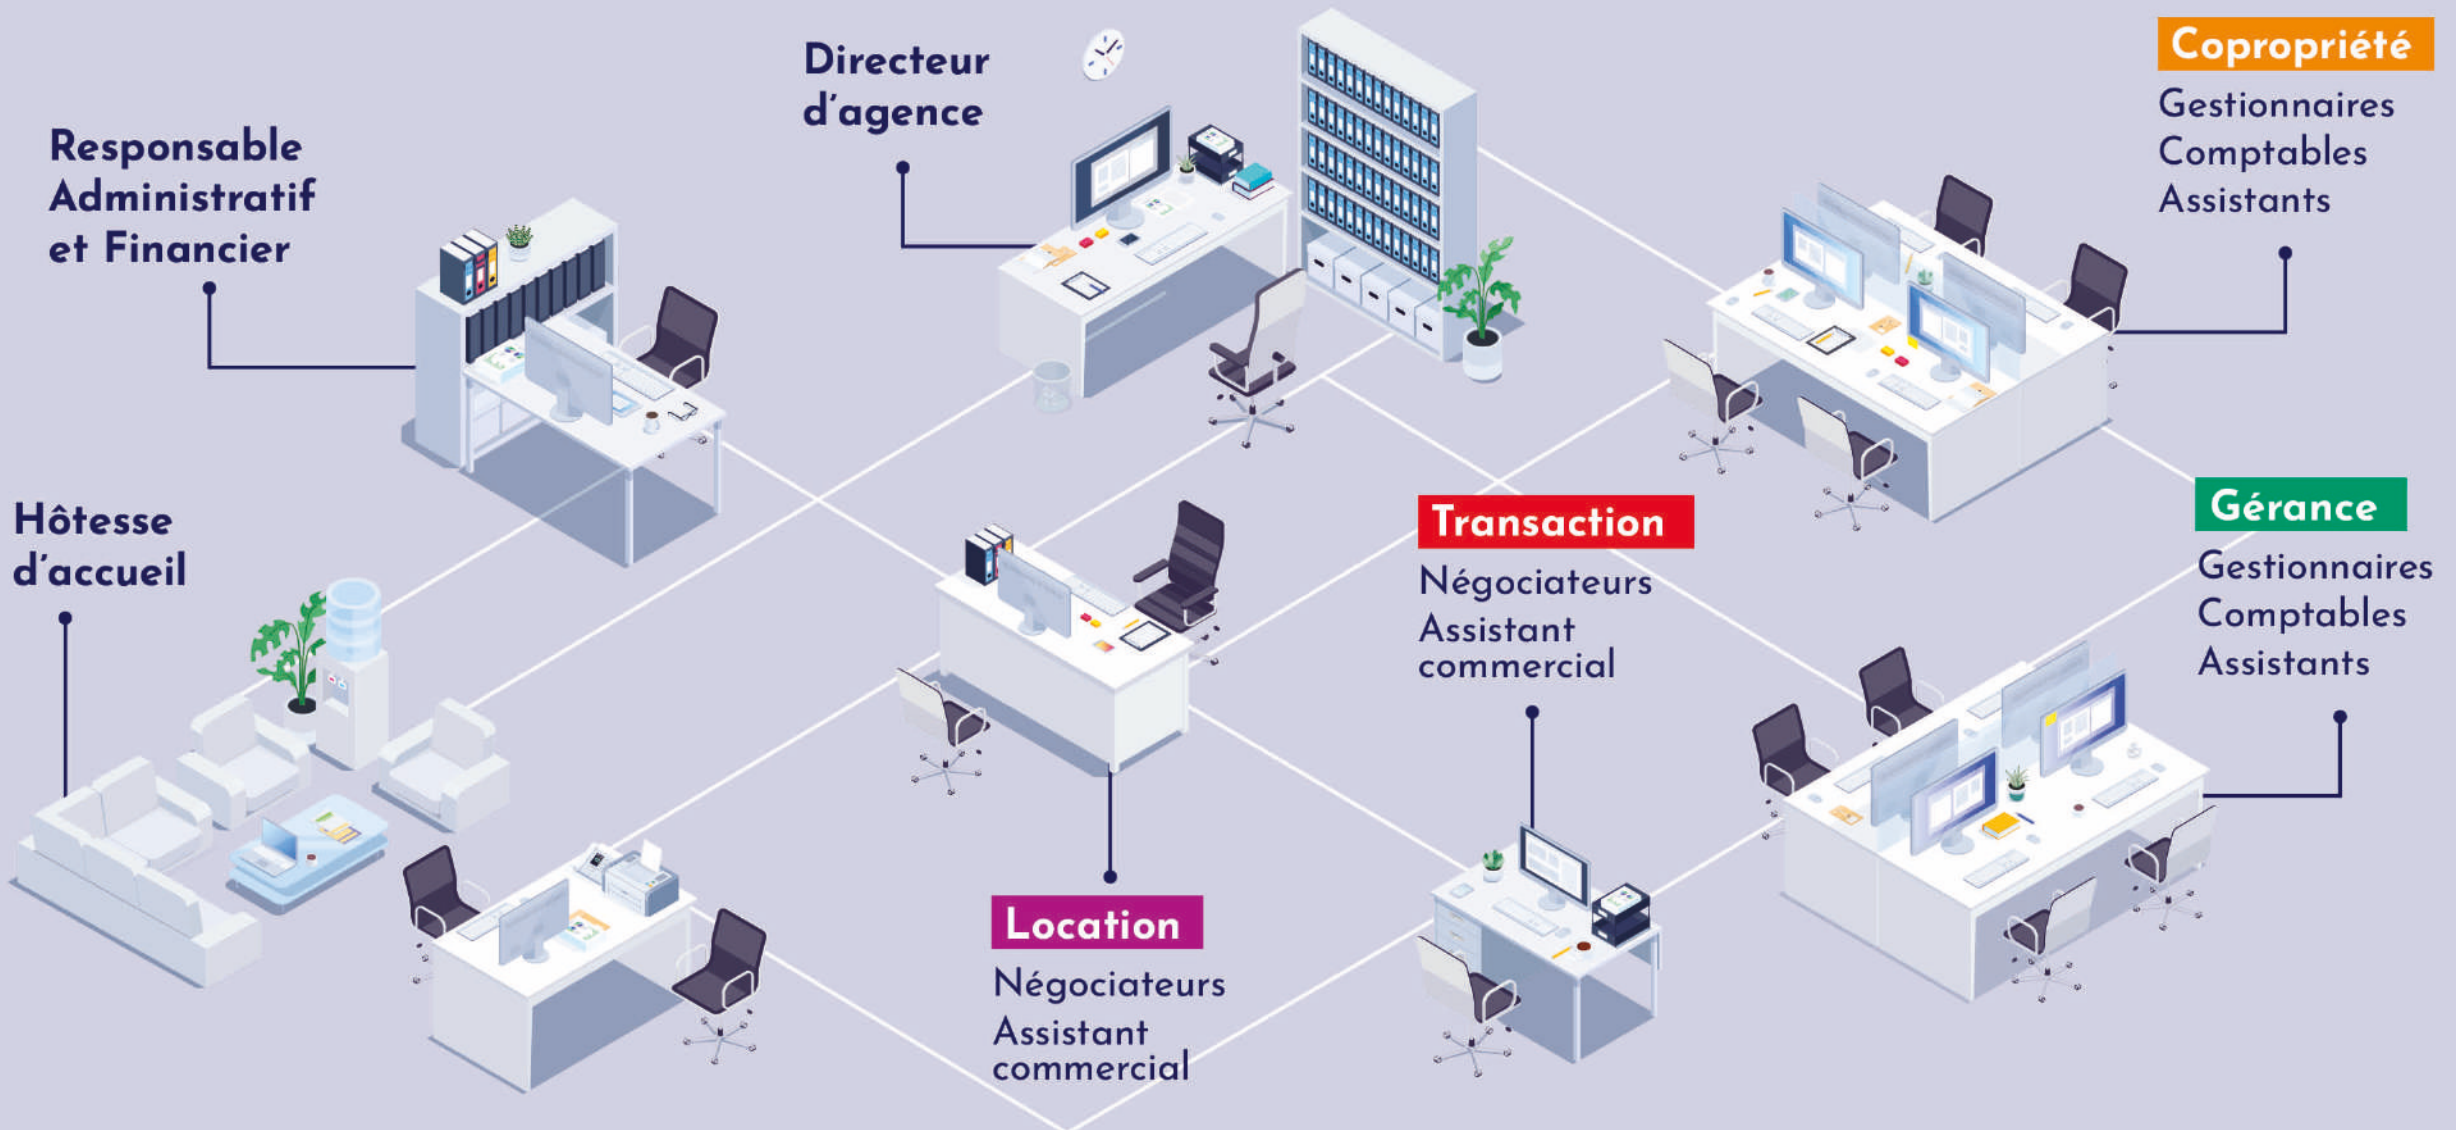 Responsable
Administratif
et Financier
Directeur
d'agence
Copropriété
Gestionnaires
Comptables
Assistants
Hôtesse
d'accueil
Transaction
Négociateurs
Assistant
commercial
Gérance
Gestionnaires
Comptables
Assistants
Location
Négociateurs
Assistant
commercial